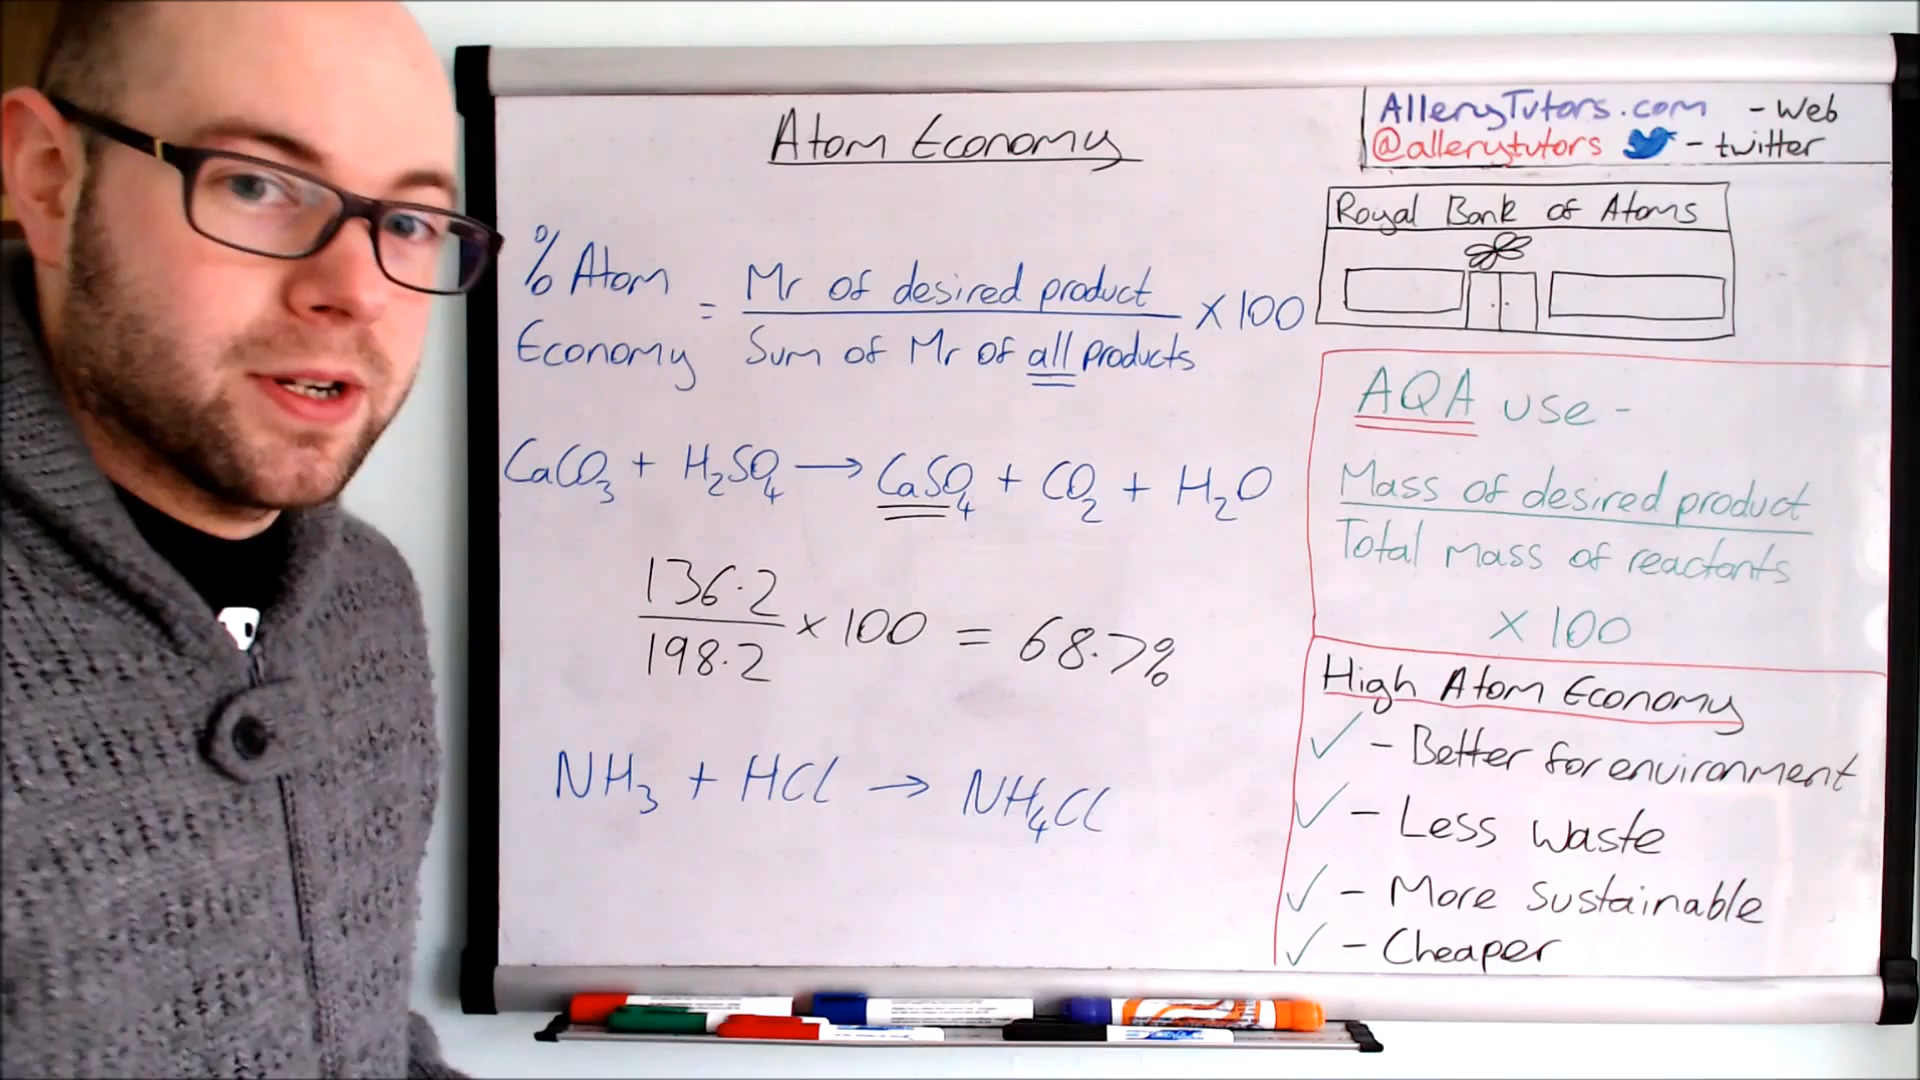 Atom Economy
AlleryTutors.com - Web
@allerytutors - twitter
Royal Bank of Atoms
% Atom Economy = Mr of desired product / Sum of Mr of all products × 100
CaCO₃ + H₂SO₄ → CaSO₄ + CO₂ + H₂O
136.2 / 198.2 × 100 = 68.7%
NH₃ + HCl → NH₄Cl
AQA use -
Mass of desired product
Total mass of reactants
× 100
High Atom Economy
✓ - Better for environment
✓ - Less waste
✓ - More sustainable
✓ - Cheaper